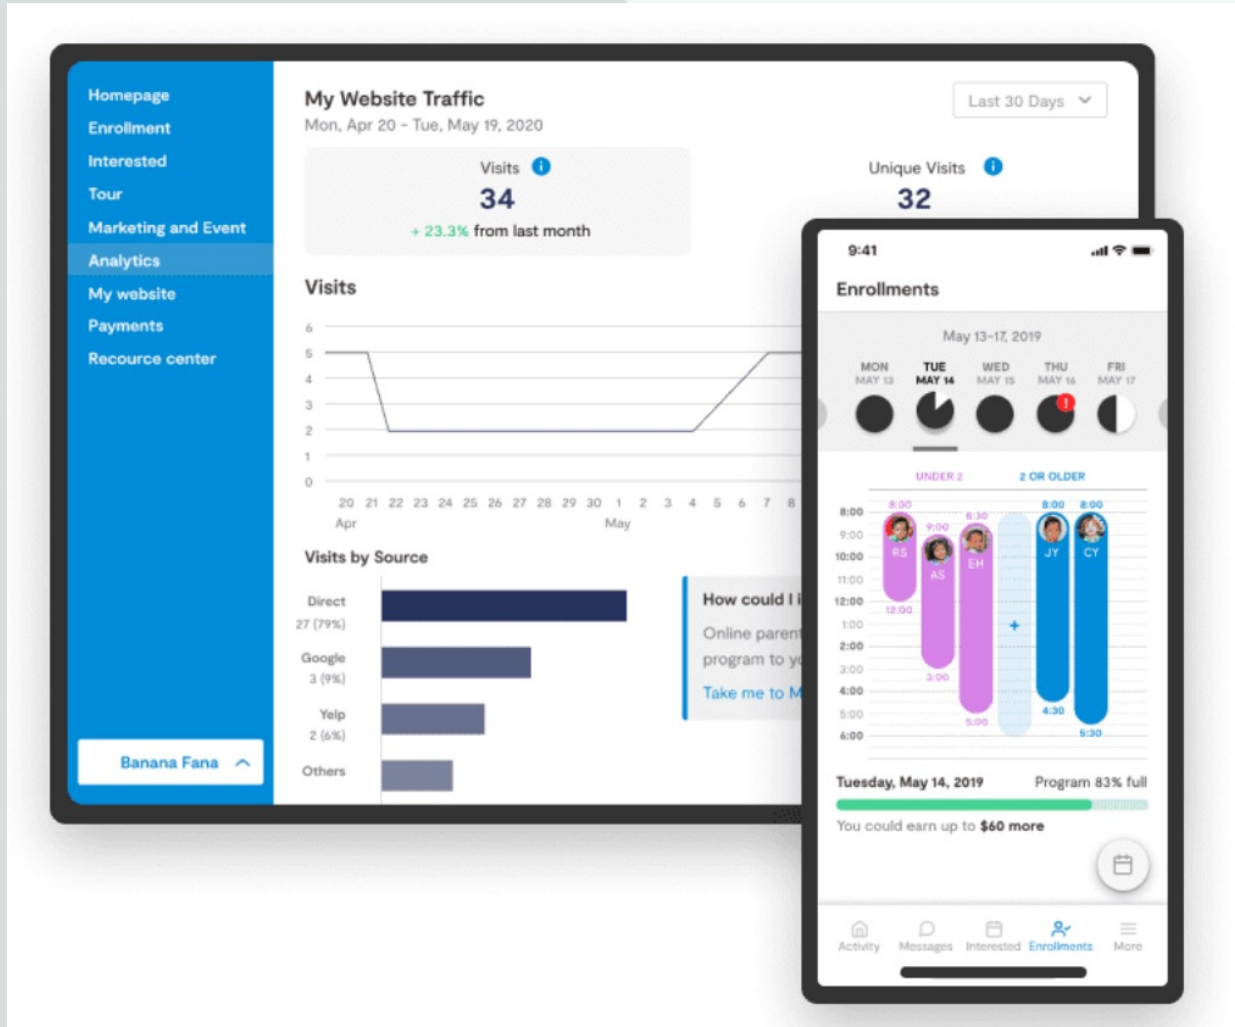 Homepage
Enrollment
Interested
Tour
Marketing and Event
Analytics
My website
Payments
Recource center
Banana Fana
My Website Traffic
Mon, Apr 20 - Tue, May 19, 2020
Last 30 Days
Visits
34
+ 23.3% from last month
Unique Visits
32
Visits
6
5
4
3
2
1
0
20 21 22 23 24 25 26 27 28 29 30 1 2 3 4 5 6 7 8
Apr May
Visits by Source
Direct
27 (79%)
Google
3 (9%)
Yelp
2 (6%)
Others
How could I i
Online parent
program to yo
Take me to M
9:41
Enrollments
May 13-17, 2019
MON TUE WED THU FRI
MAY 13 MAY 14 MAY 15 MAY 16 MAY 17
!
UNDER 2 2 OR OLDER
8:00 8:00 8:00
8:00
8:30
9:00
9:00
10:00
RS AS EH JY CY
11:00
12:00
12:00
1:00
+
2:00
3:00
3:00
4:00
4:30
5:00
5:00
5:30
6:00
Tuesday, May 14, 2019 Program 83% full
You could earn up to $60 more
Activity Messages Interested Enrollments More